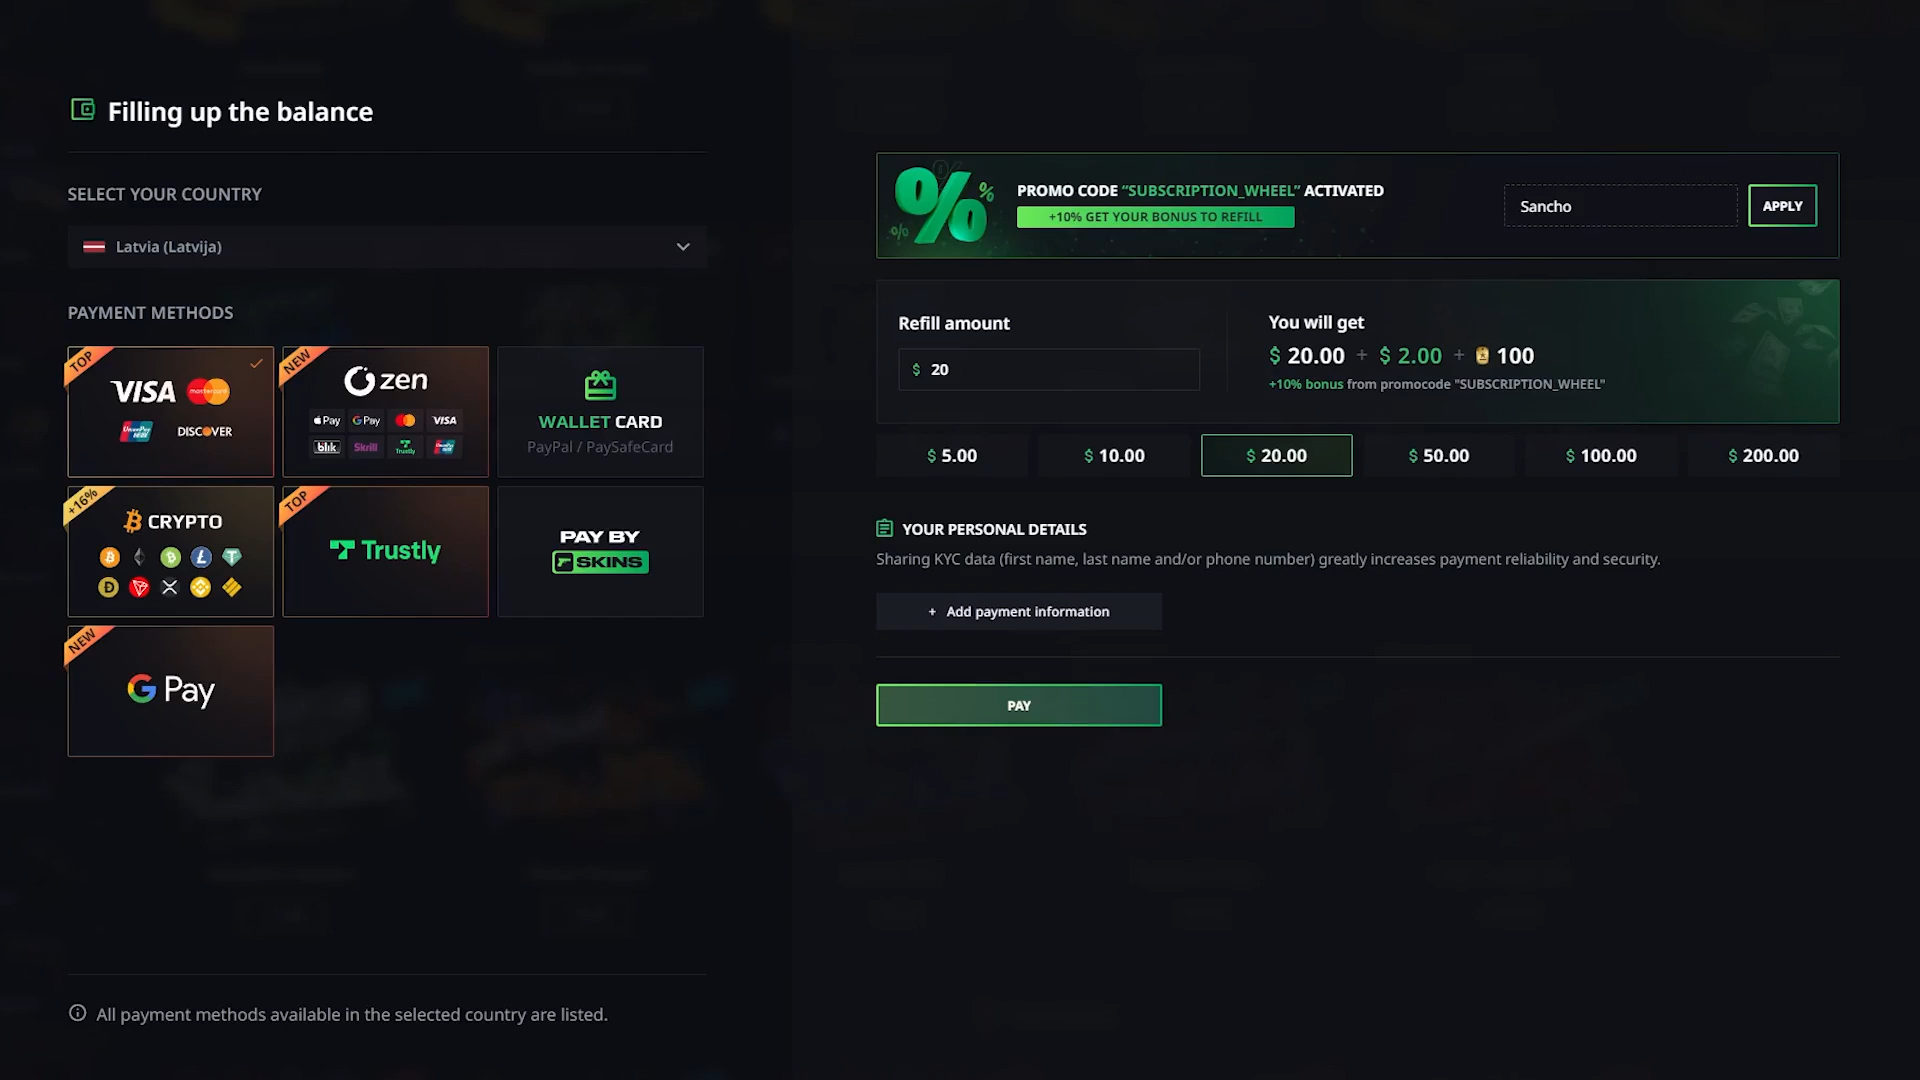 Filling up the balance
SELECT YOUR COUNTRY
Latvia (Latvija)
PAYMENT METHODS
TOP
VISA mastercard
UnionPay DISCOVER
NEW
zen
Pay G Pay VISA
blik Skrill Trustly
WALLET CARD
PayPal / PaySafeCard
+16%
CRYPTO
TOP
Trustly
PAY BY
SKINS
NEW
G Pay
All payment methods available in the selected country are listed.
% % % %
PROMO CODE “SUBSCRIPTION_WHEEL” ACTIVATED
+10% GET YOUR BONUS TO REFILL
Sancho
APPLY
Refill amount
$ 20
You will get
$ 20.00 + $ 2.00 + 100
+10% bonus from promocode "SUBSCRIPTION_WHEEL"
$ 5.00 $ 10.00 $ 20.00 $ 50.00 $ 100.00 $ 200.00
YOUR PERSONAL DETAILS
Sharing KYC data (first name, last name and/or phone number) greatly increases payment reliability and security.
+ Add payment information
PAY